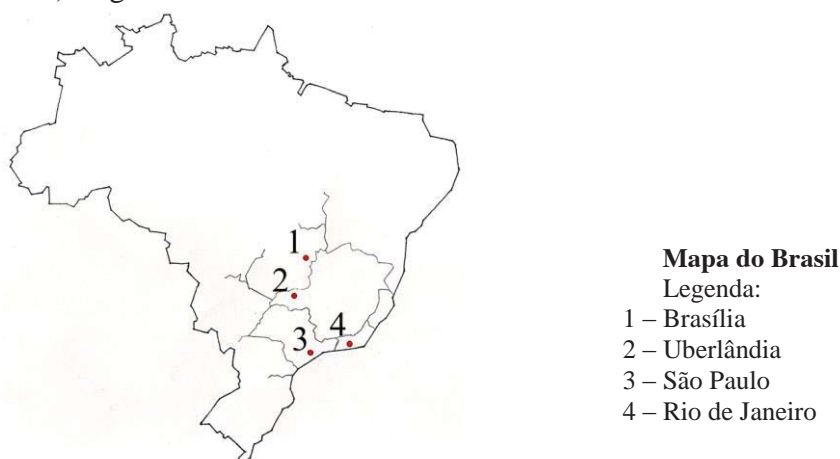 1
2
3
4
Mapa do Brasil
Legenda:
1 – Brasília
2 – Uberlândia
3 – São Paulo
4 – Rio de Janeiro